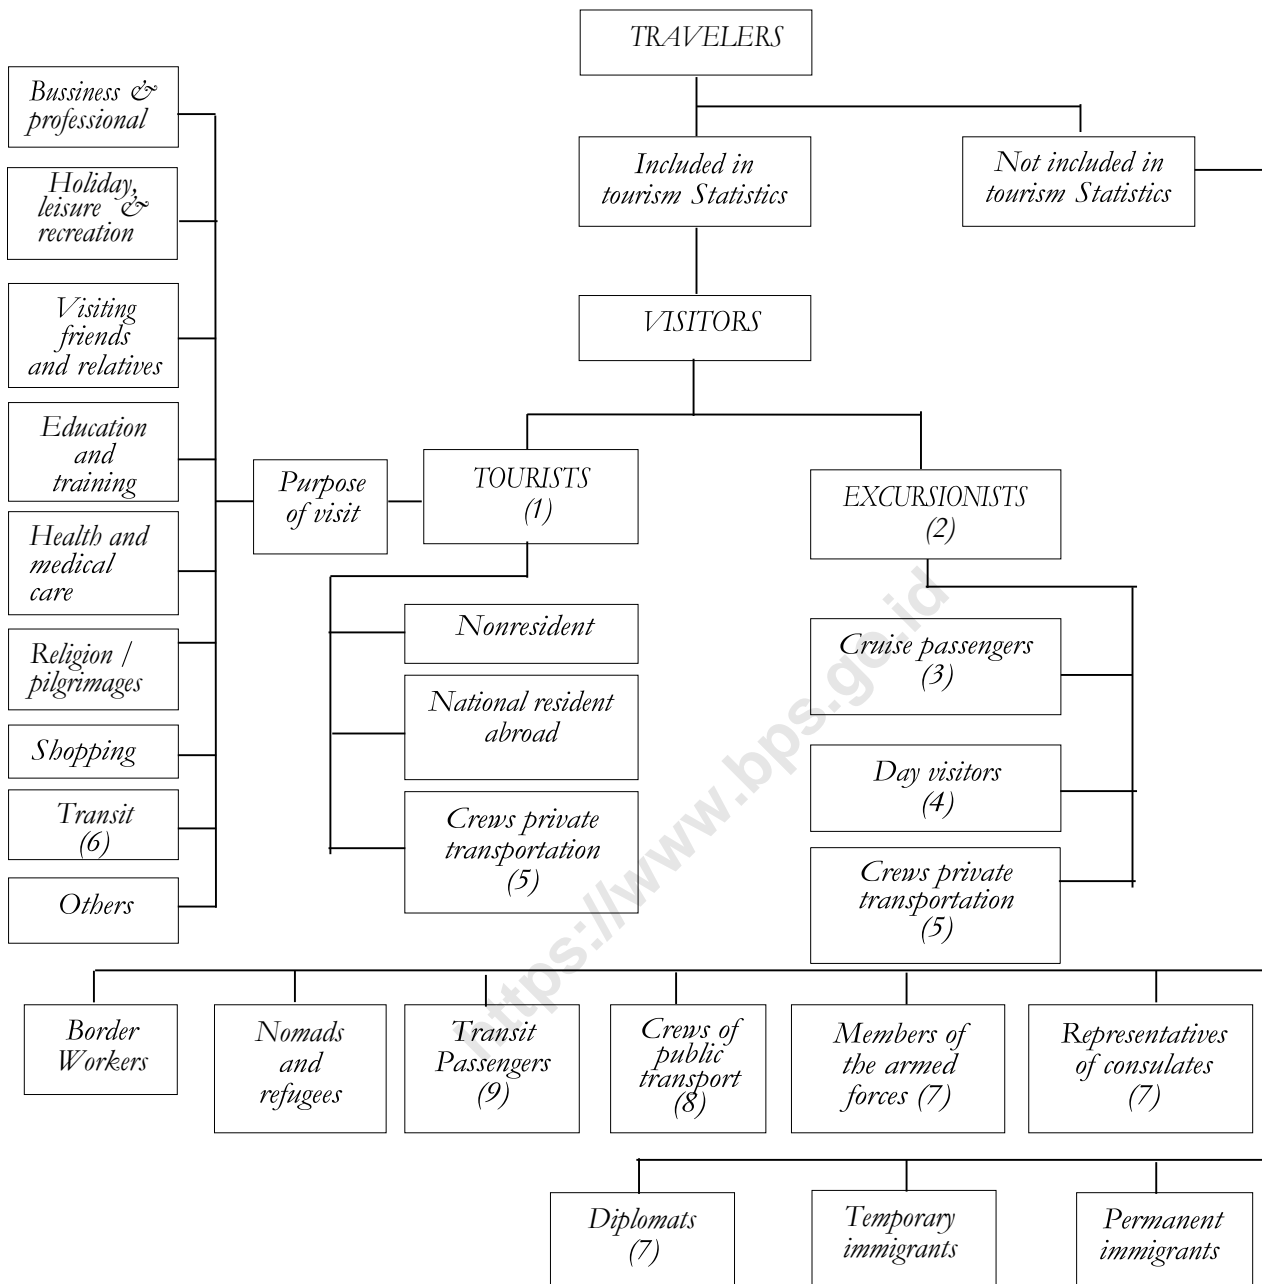 TRAVELERS
Included in
tourism Statistics
Not included in
tourism Statistics
VISITORS
TOURISTS
(1)
EXCURSIONISTS
(2)
Purpose
of visit
Bussiness &
professional
Holiday,
leisure &
recreation
Visiting
friends
and relatives
Education
and
training
Health and
medical
care
Religion /
pilgrimages
Shopping
Transit
(6)
Others
Nonresident
National resident
abroad
Crews private
transportation
(5)
Cruise passengers
(3)
Day visitors
(4)
Crews private
transportation
(5)
Border
Workers
Nomads
and
refugees
Transit
Passengers
(9)
Crews of
public
transport
(8)
Members of
the armed
forces (7)
Representatives
of consulates
(7)
Diplomats
(7)
Temporary
immigrants
Permanent
immigrants
https://www.bps.go.id